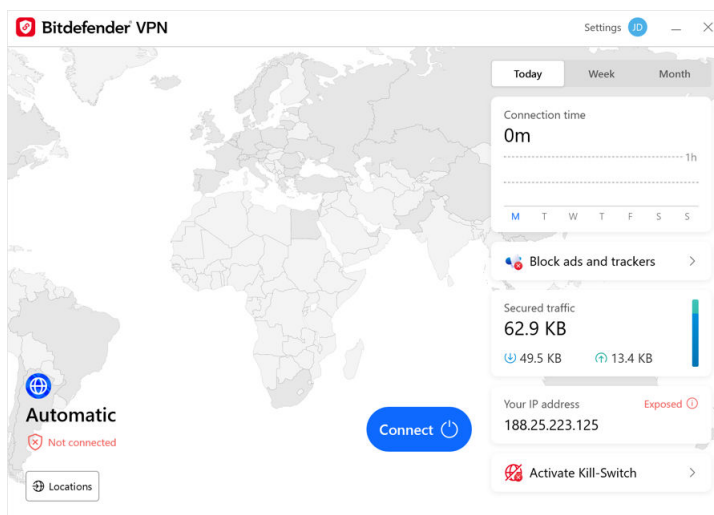 Bitdefender VPN
Settings JD
Today Week Month
Connection time
0m
1h
M T W T F S S
Block ads and trackers
Secured traffic
62.9 KB
49.5 KB 13.4 KB
Your IP address Exposed
188.25.223.125
Activate Kill-Switch
Automatic
Not connected
Connect
Locations